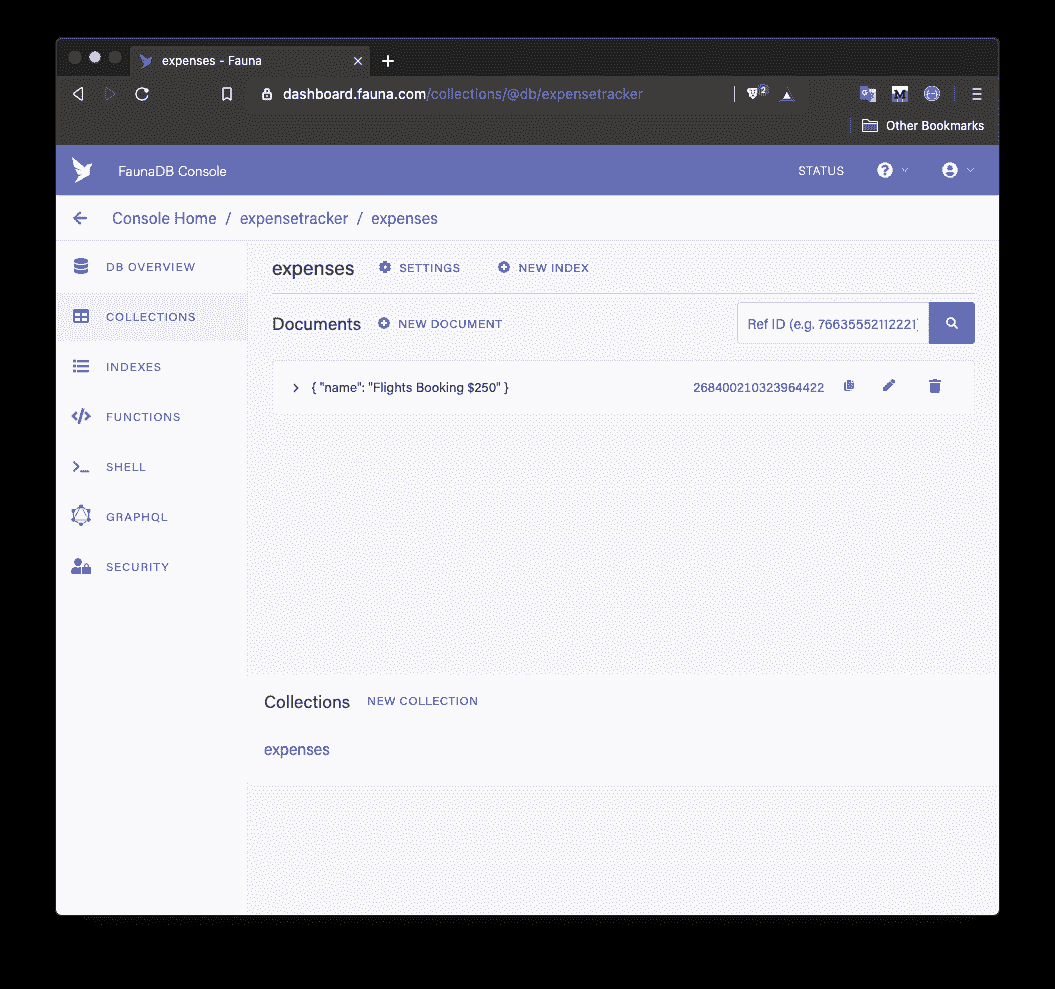 expenses - Fauna
dashboard.fauna.com/collections/@db/expensetracker
2
M
Other Bookmarks
FaunaDB Console
STATUS
Console Home / expensetracker / expenses
DB OVERVIEW
COLLECTIONS
INDEXES
FUNCTIONS
SHELL
GRAPHQL
SECURITY
expenses SETTINGS NEW INDEX
Documents NEW DOCUMENT
Ref ID (e.g. 76635552112221)
{ "name": "Flights Booking $250" } 268400210323964422
Collections NEW COLLECTION
expenses